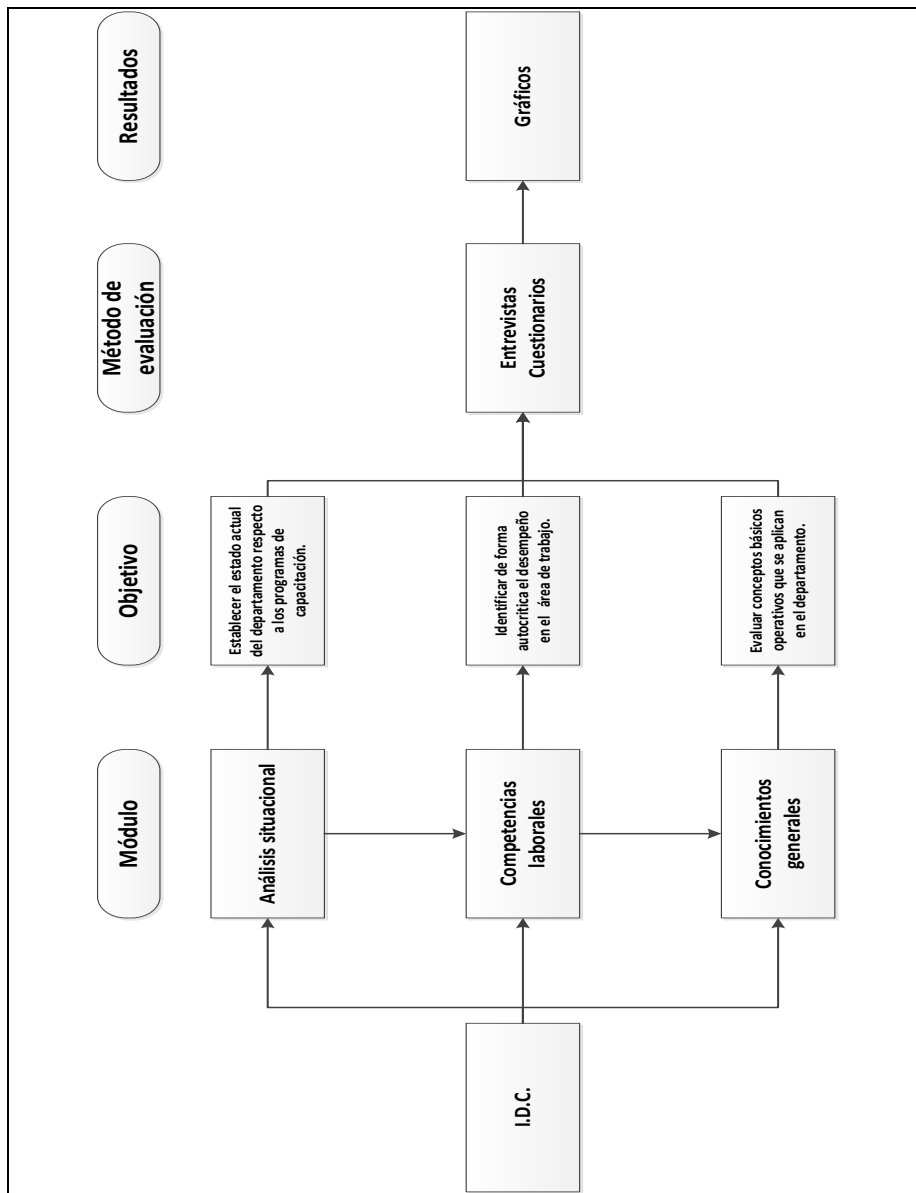 Módulo
Objetivo
Método de
evaluación
Resultados
I.D.C.
Análisis situacional
Establecer el estado actual
del departamento respecto
a los programas de
capacitación.
Competencias
laborales
Identificar de forma
autocritica el desempeño
en el área de trabajo.
Conocimientos
generales
Evaluar conceptos básicos
operativos que se aplican
en el departamento.
Entrevistas
Cuestionarios
Gráficos